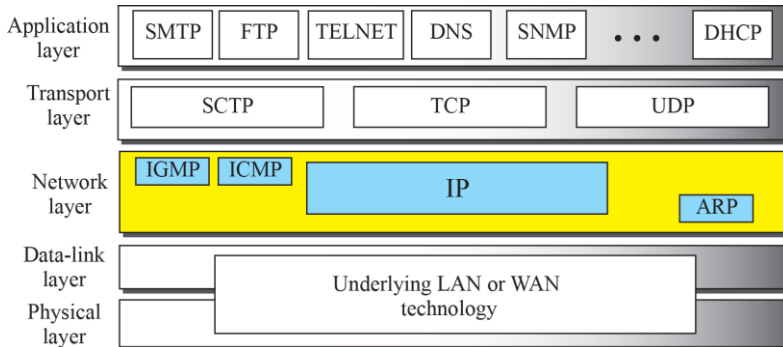 Application
layer
SMTP FTP TELNET DNS SNMP • • • DHCP
Transport
layer
SCTP TCP UDP
Network
layer
IGMP ICMP IP ARP
Data-link
layer
Underlying LAN or WAN
technology
Physical
layer